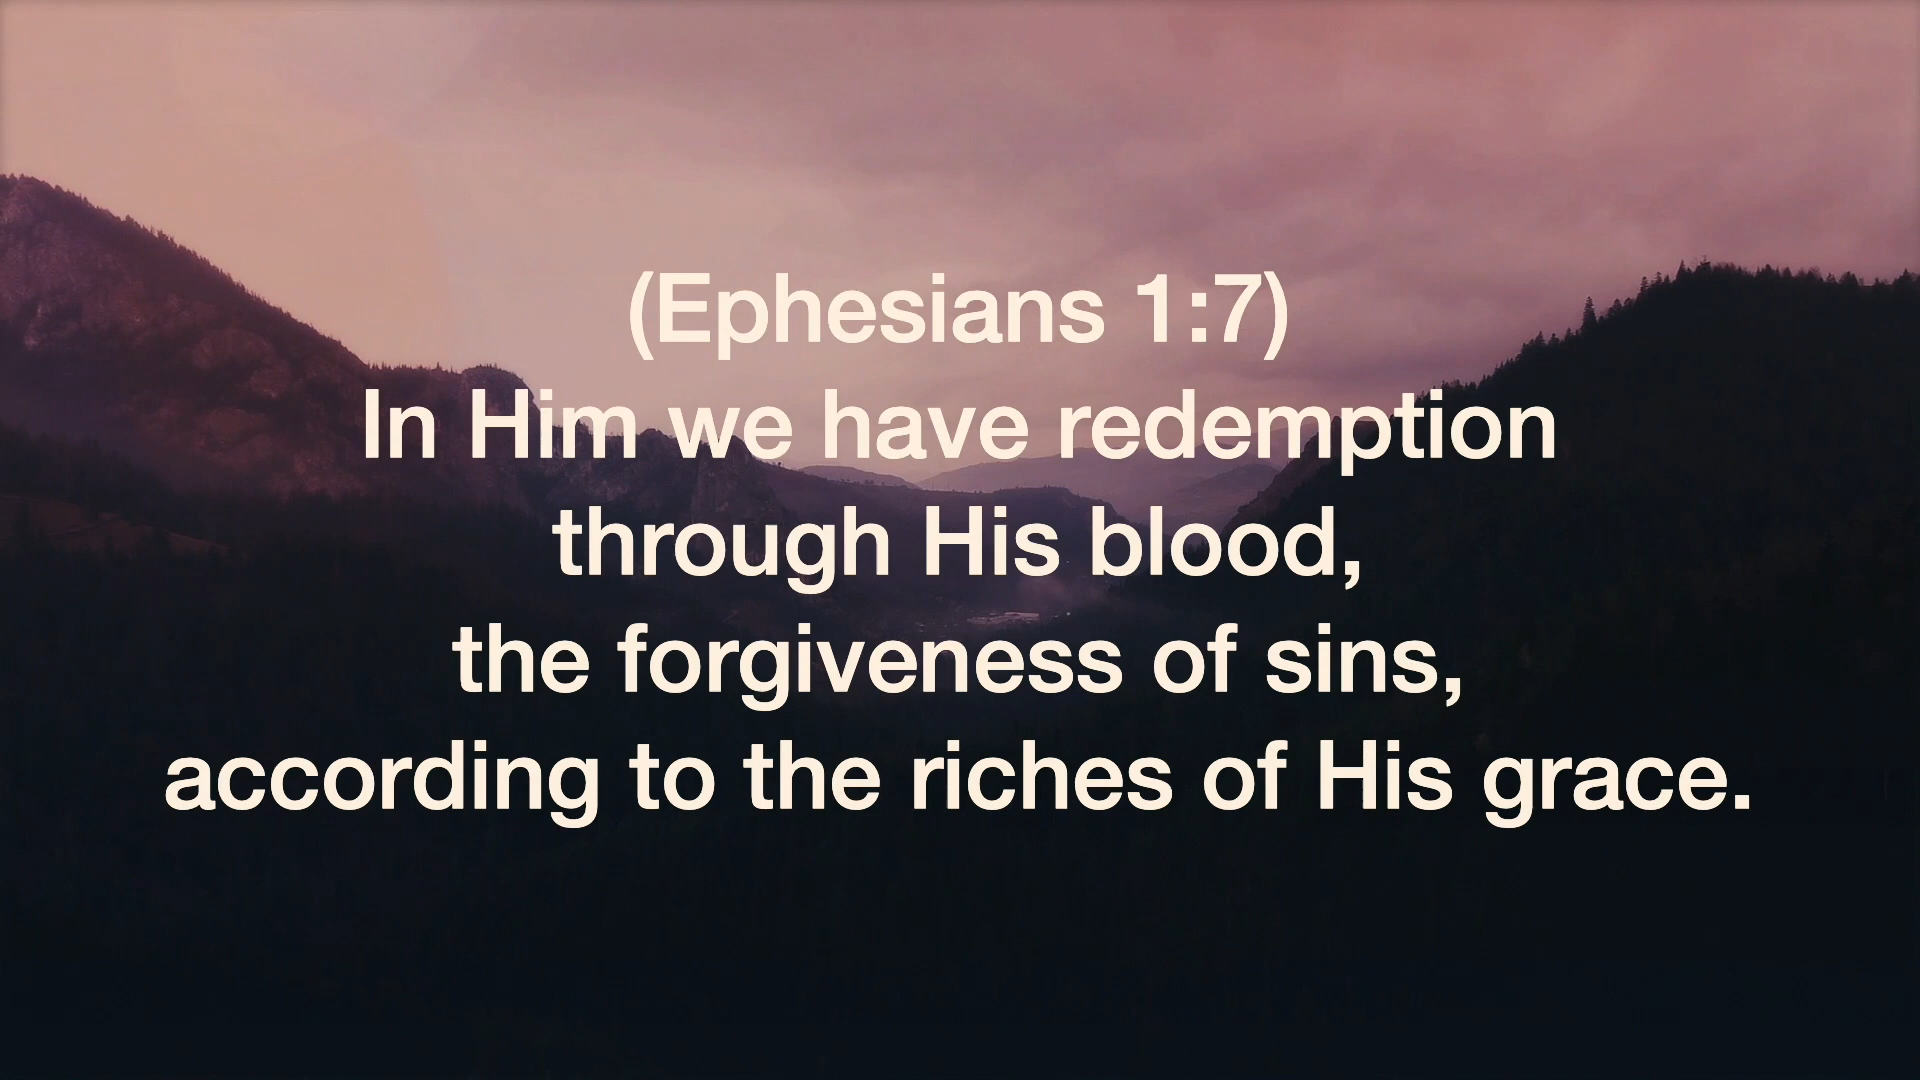 (Ephesians 1:7)
In Him we have redemption
through His blood,
the forgiveness of sins,
according to the riches of His grace.